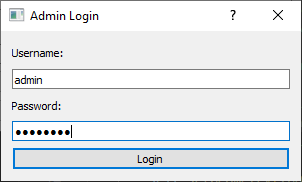 Admin Login
Username:
admin
Password:
●●●●●●●●
Login